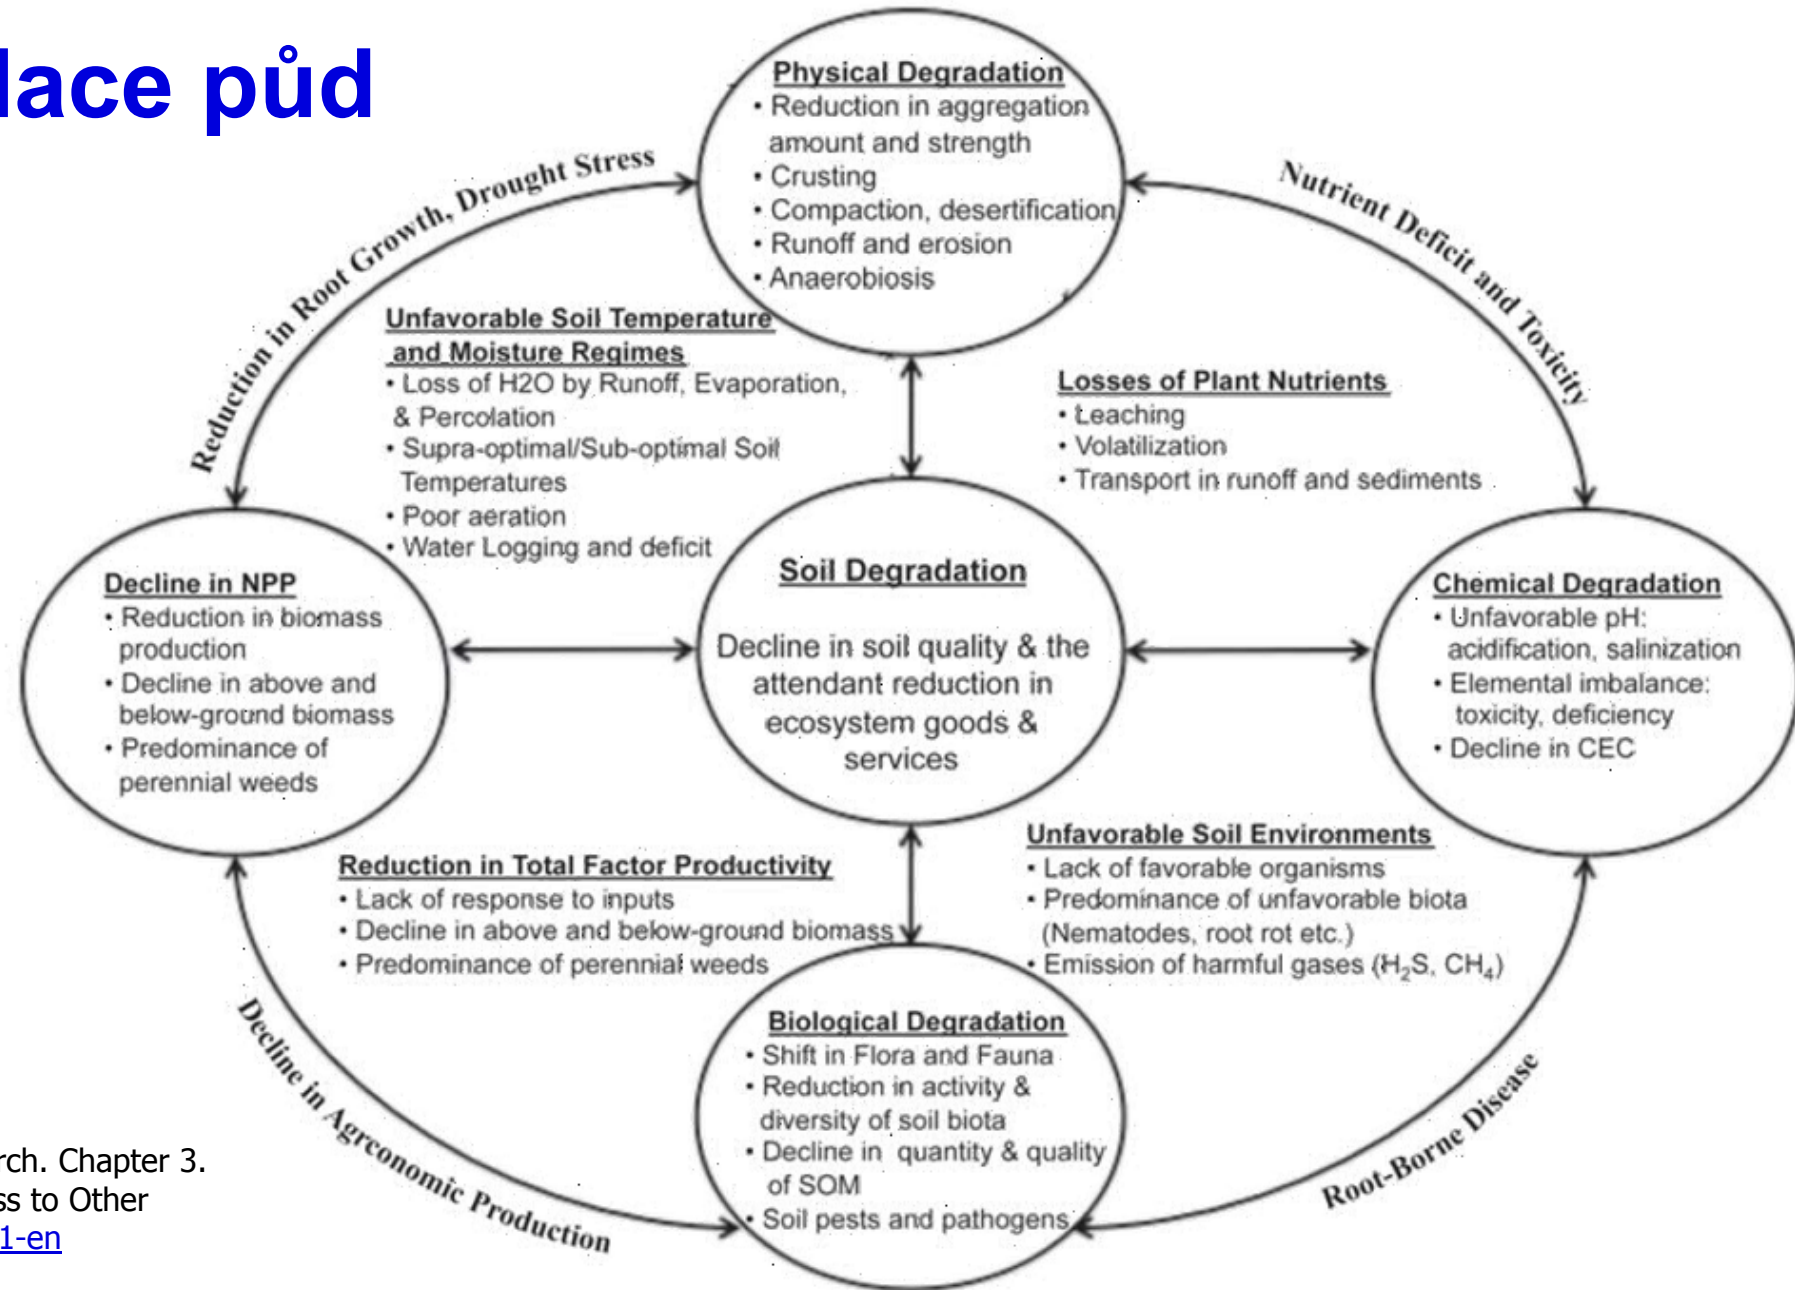 lace půd
Physical Degradation
• Reduction in aggregation
amount and strength
• Crusting
• Compaction, desertification
• Runoff and erosion
• Anaerobiosis
Reduction in Root Growth, Drought Stress
Nutrient Deficit and Toxicity
Unfavorable Soil Temperature
and Moisture Regimes
• Loss of H2O by Runoff, Evaporation,
& Percolation
• Supra-optimal/Sub-optimal Soil
Temperatures
• Poor aeration
• Water Logging and deficit
Losses of Plant Nutrients
• Leaching
• Volatilization
• Transport in runoff and sediments
Decline in NPP
• Reduction in biomass
production
• Decline in above and
below-ground biomass
• Predominance of
perennial weeds
Soil Degradation
Decline in soil quality & the
attendant reduction in
ecosystem goods &
services
Chemical Degradation
• Unfavorable pH:
acidification, salinization
• Elemental imbalance:
toxicity, deficiency
• Decline in CEC
Reduction in Total Factor Productivity
• Lack of response to inputs
• Decline in above and below-ground biomass
• Predominance of perennial weeds
Unfavorable Soil Environments
• Lack of favorable organisms
• Predominance of unfavorable biota
(Nematodes, root rot etc.)
• Emission of harmful gases (H₂S, CH₄)
Biological Degradation
• Shift in Flora and Fauna
• Reduction in activity &
diversity of soil biota
• Decline in quantity & quality
of SOM
• Soil pests and pathogens
Decline in Agrconomic Production
Root-Borne Disease
rch. Chapter 3.
ss to Other
1-en